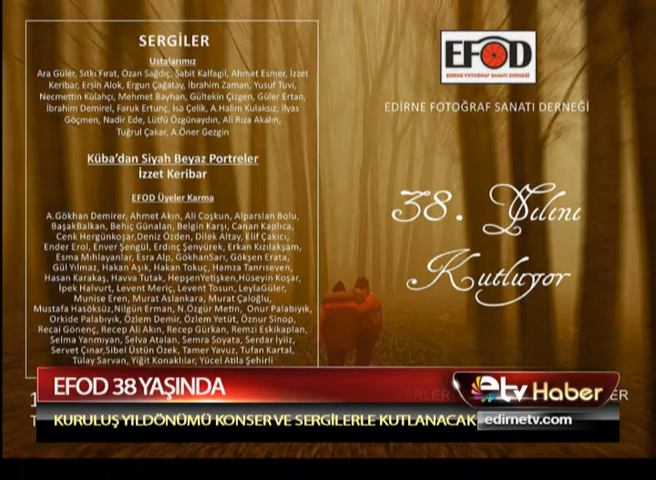 SERGİLER
Ustalarımız
Ara Güler, Sıtkı Fırat, Ozan Sağdıç, Sabit Kalfagil, Ahmet Esmer, İzzet
Keribar, Ersin Alok, Ergun Çağatay, İbrahim Zaman, Yusuf Tuvi,
Necmettin Külahçı, Mehmet Bayhan, Gültekin Çizgen, Güler Ertan,
İbrahim Demirel, Faruk Ertunç, İsa Çelik, A.Halim Kulaksız, İlyas
Göçmen, Nadir Ede, Lütfü Özgünaydın, Ali Rıza Akalın,
Tuğrul Çakar, A.Öner Gezgin
Küba'dan Siyah Beyaz Portreler
İzzet Keribar
EFOD Üyeler Karma
A.Gökhan Demirer, Ahmet Akın, Ali Coşkun, Alparslan Bolu,
BaşakBalkan, Behiç Günalan, Belgin Karşı, Canan Kaplıca,
Cenk Hergünkoşar,Deniz Özden, Dilek Altay, Elif Çakıcı,
Ender Erol, Enver Şengül, Erdinç Şenyürek, Erkan Kızılakşam,
Esma Mıhlayanlar, Esra Alp, GökhanSarı, Gökşen Erata,
Gül Yılmaz, Hakan Aşık, Hakan Tokuç, Hamza Tanrıseven,
Hasan Karakaş, Havva Tutak, HepşenYetişken,Hüseyin Koşar,
İpek Halvurt, Levent Meriç, Levent Tosun, LeylaGüler,
Munise Eren, Murat Aslankara, Murat Çaloğlu,
Mustafa Hasöksüz,Nilgün Erman, N.Özgür Metin, Onur Palabıyık,
Orkide Palabıyık, Özlem Demir, Özlem Yetüt, Öznur Sinop,
Recai Gönenç, Recep Ali Akın, Recep Gürkan, Remzi Eskikaplan,
Selma Yanmıyan, Selva Atalan, Semra Soyata, Serdar İyiiz,
Servet Çınar,Sibel Üstün Özek, Tamer Yavuz, Tufan Kartal,
Tülay Sarvan, Yiğit Konaklılar, Yücel Atila Şehirli
EFOD
EDİRNE FOTOĞRAF SANATI DERNEĞİ
EDİRNE FOTOĞRAF SANATI DERNEĞİ
38. Yılını
Kutluyor
EFOD 38 YAŞINDA
etv Haber
KURULUŞ YILDÖNÜMÜ KONSER VE SERGİLERLE KUTLANACAK
edirnetv.com